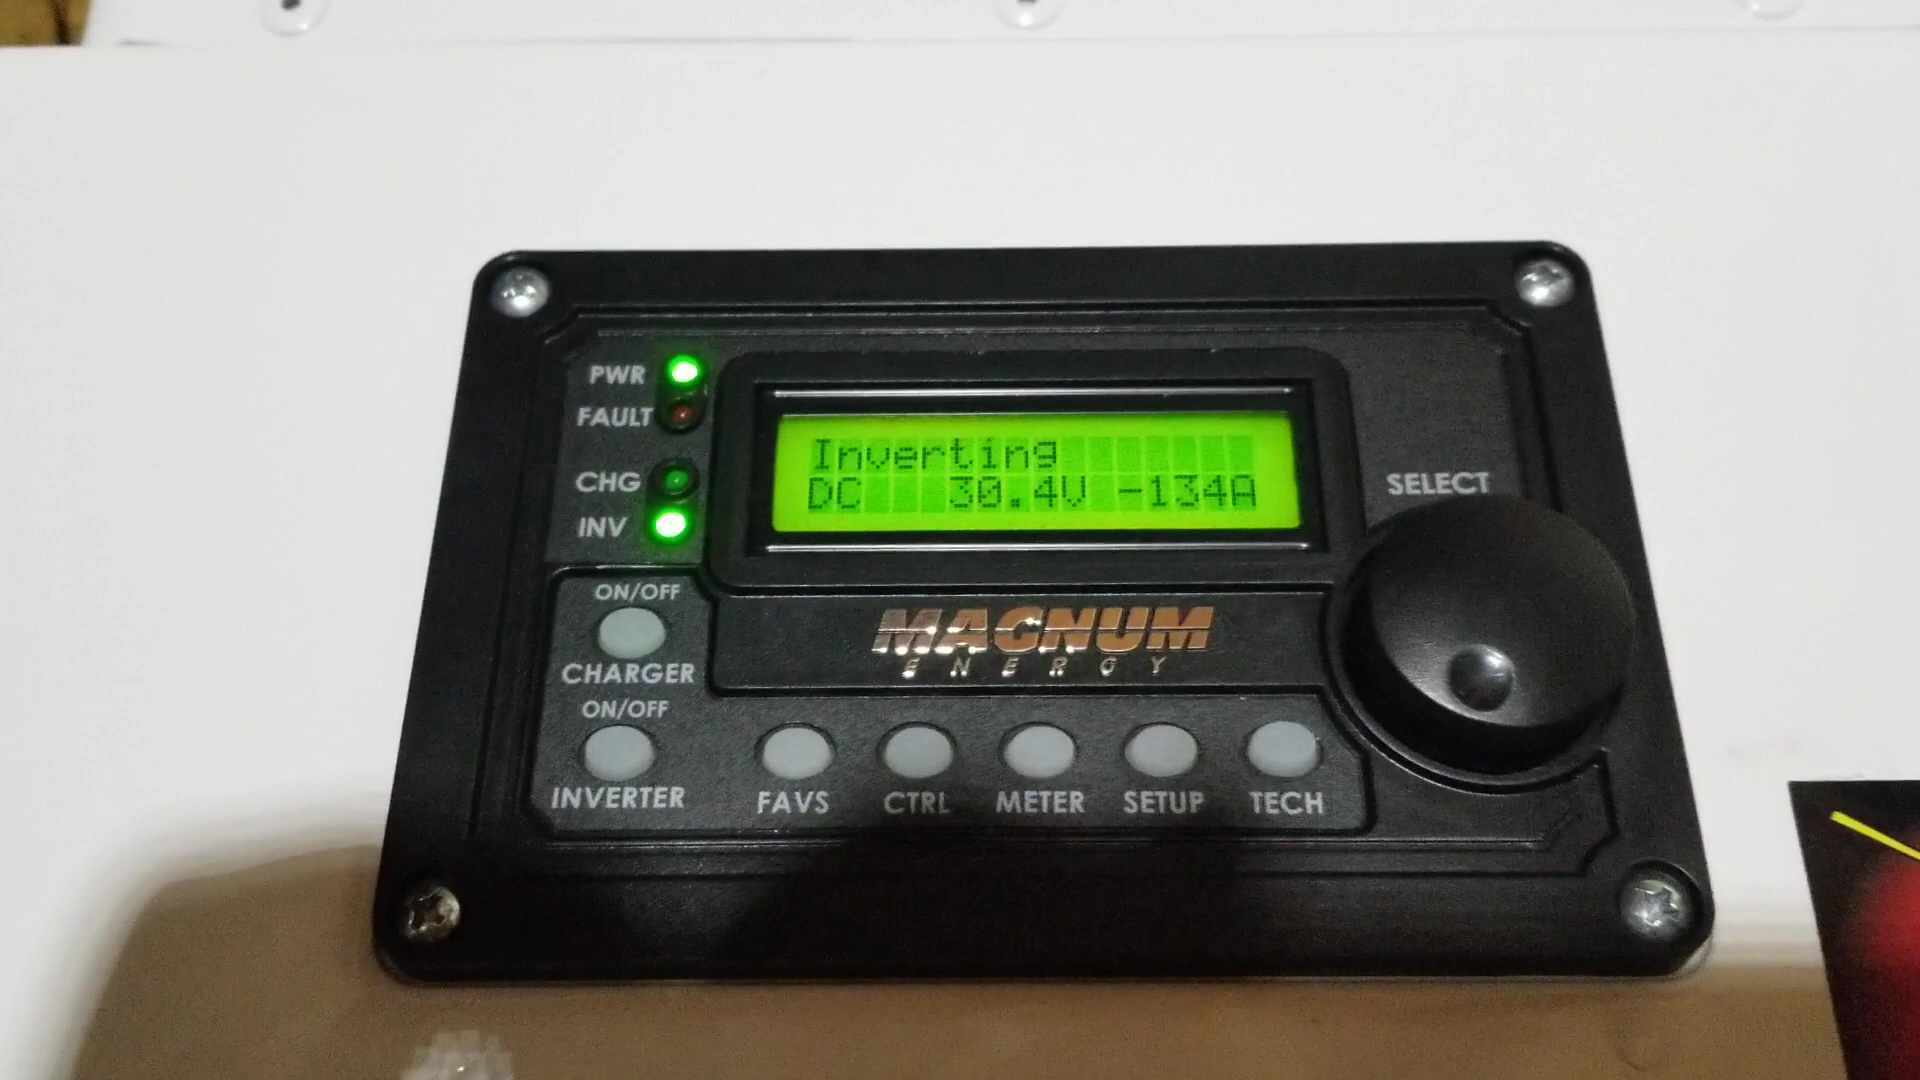 PWR
FAULT
CHG
INV
Inverting
DC 30.4V -134A
SELECT
ON/OFF
CHARGER
MAGNUM
ENERGY
ON/OFF
INVERTER
FAVS
CTRL
METER
SETUP
TECH